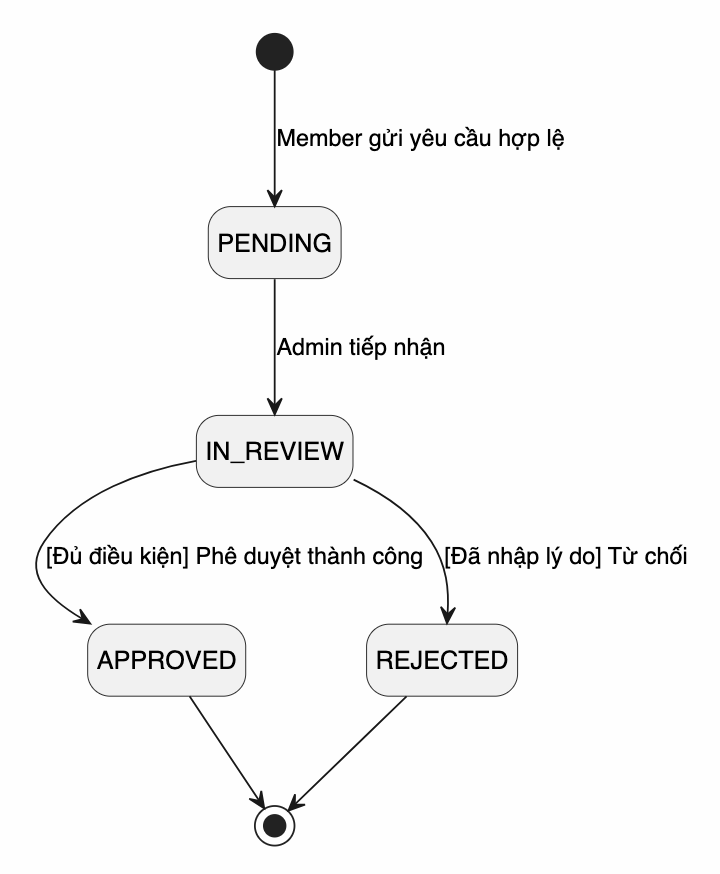 Member gửi yêu cầu hợp lệ
PENDING
Admin tiếp nhận
IN_REVIEW
[Đủ điều kiện] Phê duyệt thành công
[Đã nhập lý do] Từ chối
APPROVED
REJECTED